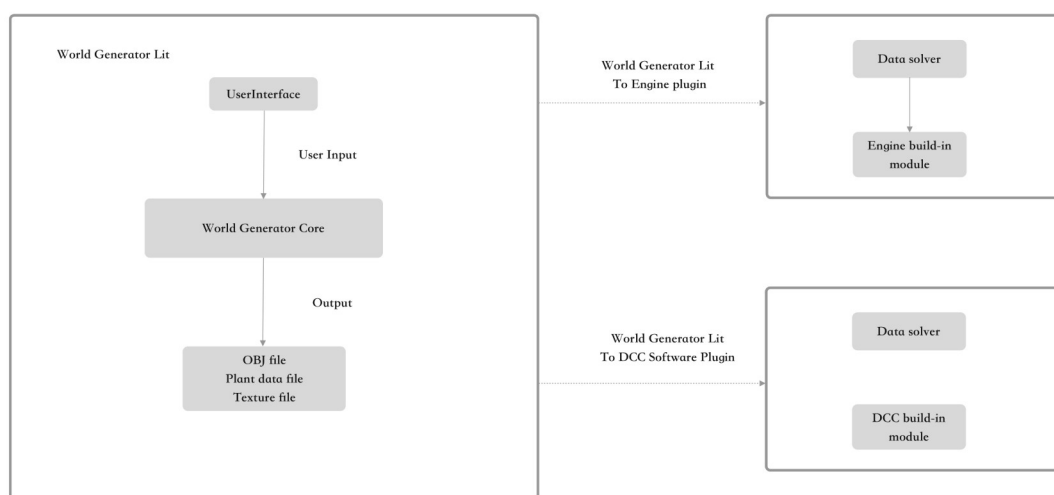 World Generator Lit
UserInterface
User Input
World Generator Core
Output
OBJ file
Plant data file
Texture file
World Generator Lit
To Engine plugin
Data solver
Engine build-in
module
World Generator Lit
To DCC Software Plugin
Data solver
DCC build-in
module